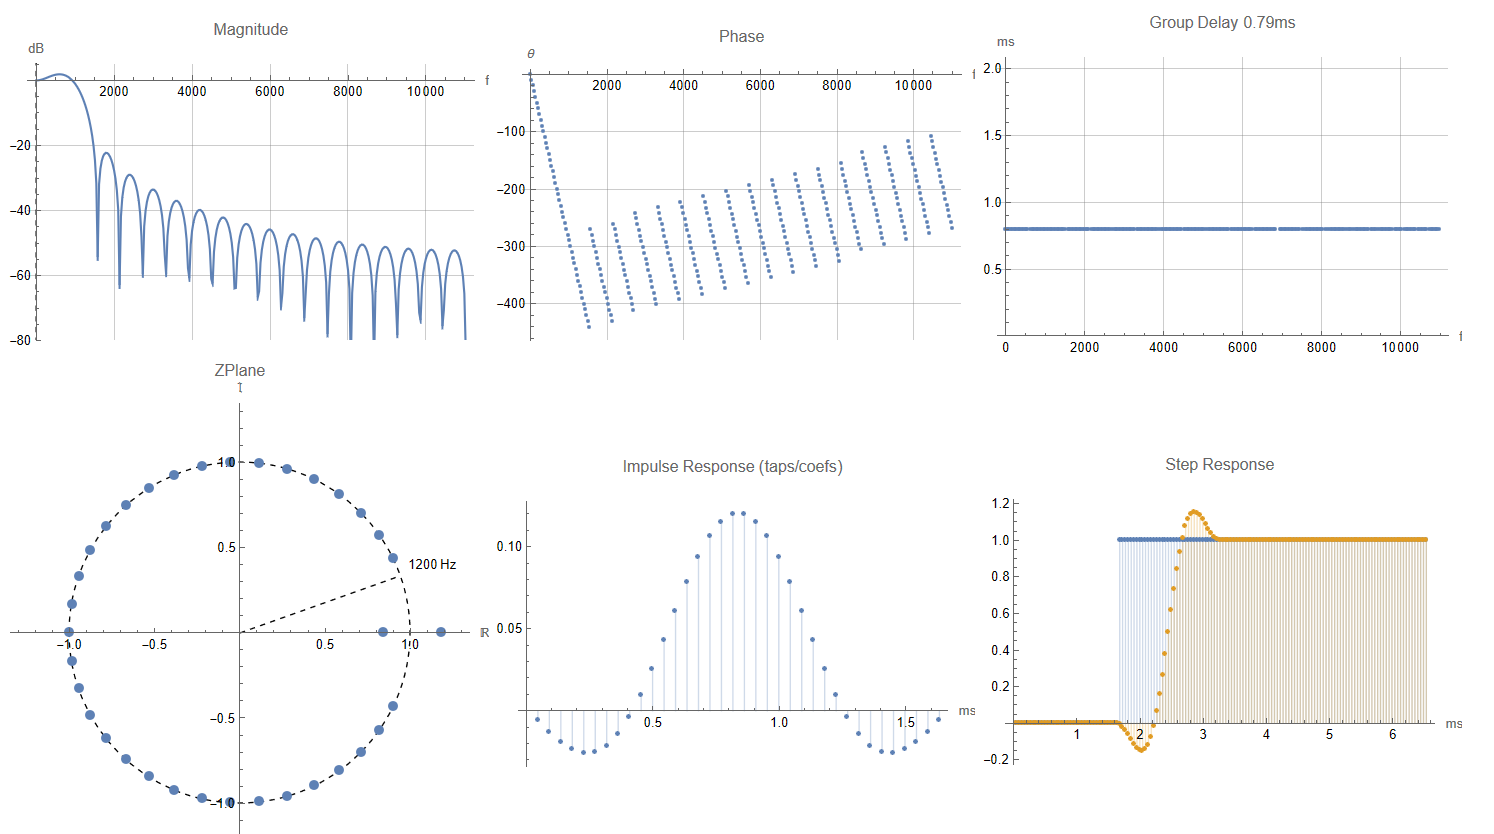 Magnitude
dB
f
2000 4000 6000 8000 10000
−20
−40
−60
−80
Phase
θ
f
2000 4000 6000 8000 10000
−100
−200
−300
−400
Group Delay 0.79ms
ms
2.0
1.5
1.0
0.5
0 2000 4000 6000 8000 10000
f
ZPlane
1.0
0.5
1200 Hz
ℝ
−1.0 −0.5 0.5 1.0
−0.5
−1.0
Impulse Response (taps/coefs)
0.10
0.05
ms
0.5 1.0 1.5
Step Response
1.2
1.0
0.8
0.6
0.4
0.2
ms
1 2 3 4 5 6
−0.2